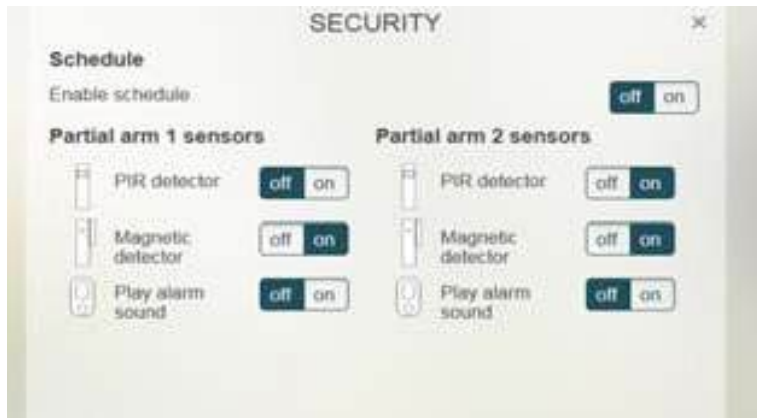 SECURITY ×
Schedule
Enable schedule off on
Partial arm 1 sensors Partial arm 2 sensors
PIR detector off on PIR detector off on
Magnetic detector off on Magnetic detector off on
Play alarm sound off on Play alarm sound off on